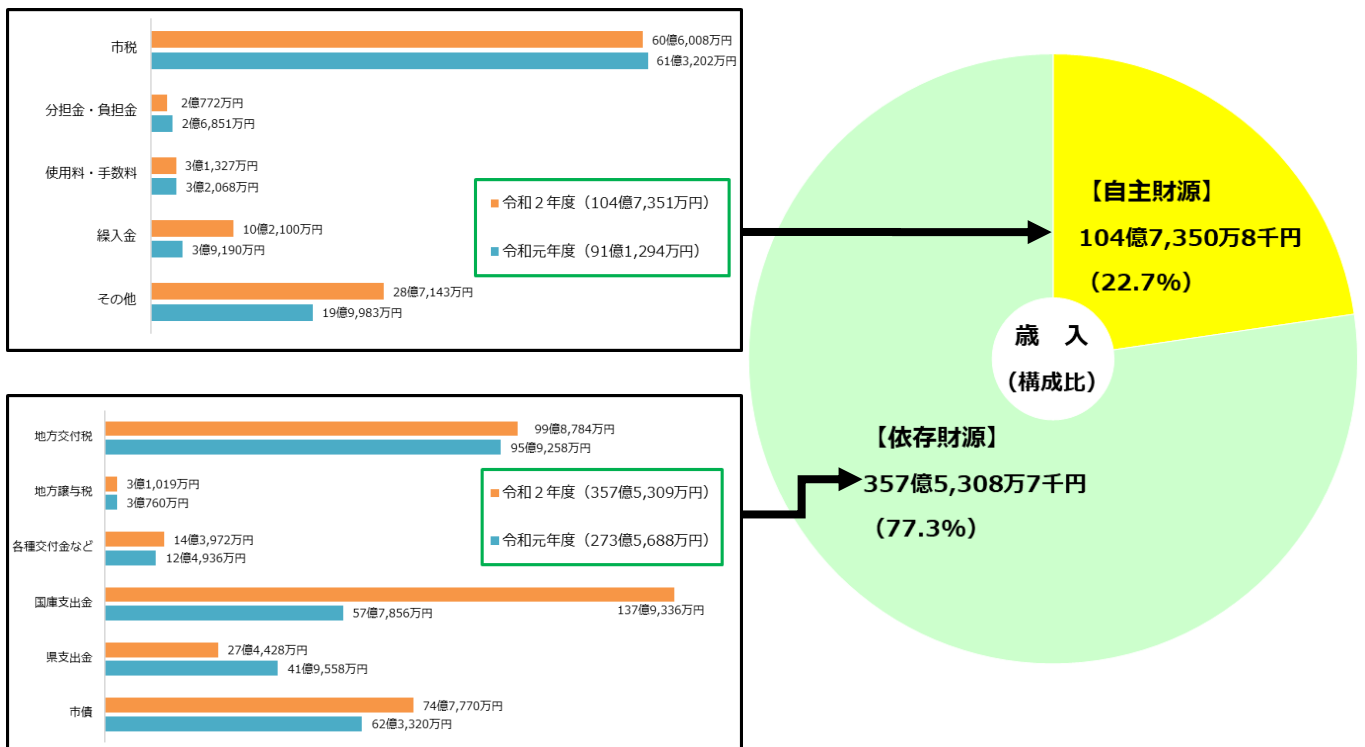 市税
60億6,008万円
61億3,202万円
分担金・負担金
2億772万円
2億6,851万円
使用料・手数料
3億1,327万円
3億2,068万円
繰入金
10億2,100万円
3億9,190万円
その他
28億7,143万円
19億9,983万円
令和２年度（104億7,351万円）
令和元年度（91億1,294万円）
地方交付税
99億8,784万円
95億9,258万円
地方譲与税
3億1,019万円
3億760万円
各種交付金など
14億3,972万円
12億4,936万円
国庫支出金
137億9,336万円
57億7,856万円
県支出金
27億4,428万円
41億9,558万円
市債
74億7,770万円
62億3,320万円
令和２年度（357億5,309万円）
令和元年度（273億5,688万円）
【自主財源】
104億7,350万8千円
（22.7%）
歳　入
（構成比）
【依存財源】
357億5,308万7千円
（77.3%）